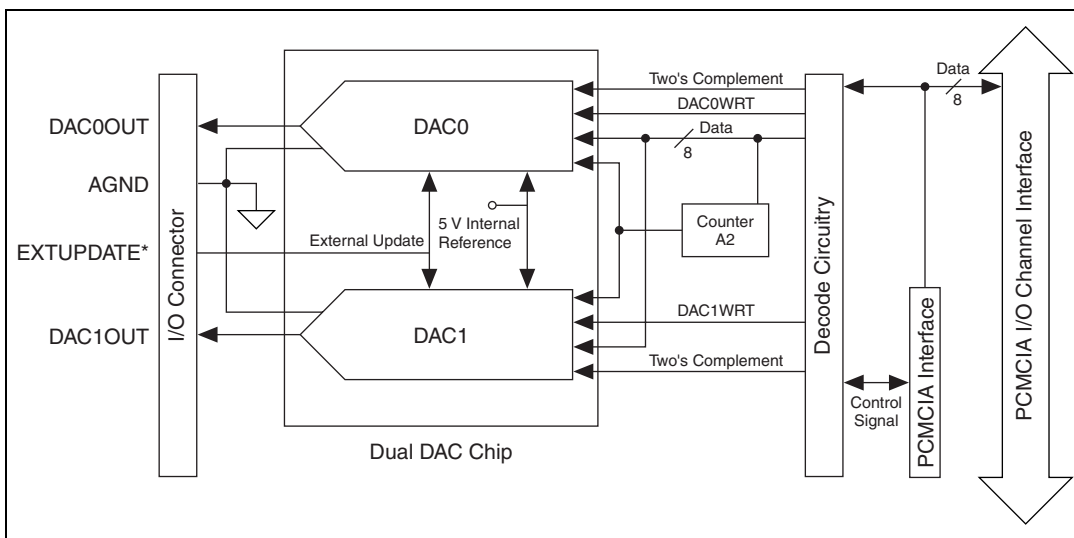 Data
8
Two's Complement
DAC0WRT
Data
8
DAC0
DAC0OUT
AGND
EXTUPDATE*
DAC1OUT
I/O Connector
External Update
5 V Internal
Reference
Counter
A2
DAC1WRT
DAC1
Two's Complement
Decode Circuitry
Control
Signal
PCMCIA Interface
PCMCIA I/O Channel Interface
Dual DAC Chip